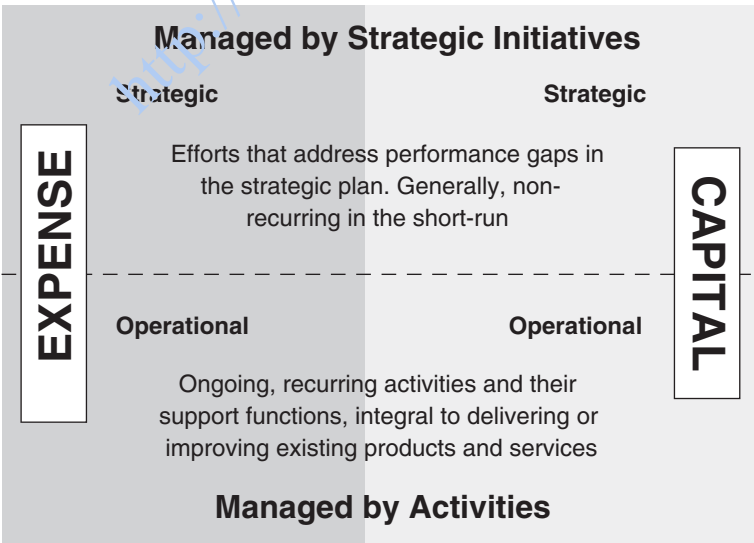 Managed by Strategic Initiatives
http://
Strategic
Strategic
EXPENSE
Efforts that address performance gaps in
the strategic plan. Generally, non-
recurring in the short-run
CAPITAL
Operational
Operational
Ongoing, recurring activities and their
support functions, integral to delivering or
improving existing products and services
Managed by Activities